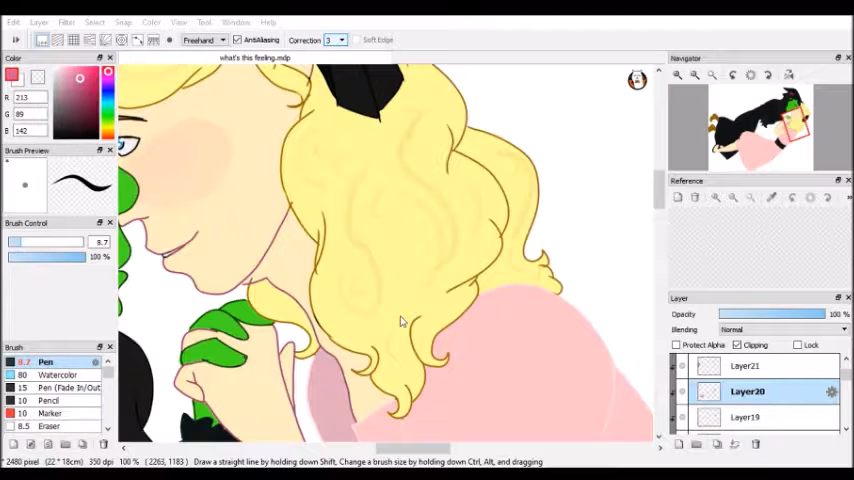 Edit Layer Filter Select Snap Color View Tool Window Help
Freehand AntiAliasing Correction 3 Soft Edge
what's this feeling.mdp
Color
R 213
G 89
B 142
Brush Preview
Brush Control
8.7
100 %
Brush
8.7 Pen
80 Watercolor
15 Pen (Fade In/Out
10 Pencil
10 Marker
8.5 Eraser
Navigator
Reference
Layer
Opacity 100 %
Blending Normal
Protect Alpha Clipping Lock
Layer21
Layer20
Layer19
* 2480 pixel (22 * 18cm) 350 dpi 100 % ( 2263, 1183 ) Draw a straight line by holding down Shift, Change a brush size by holding down Ctrl, Alt, and dragging